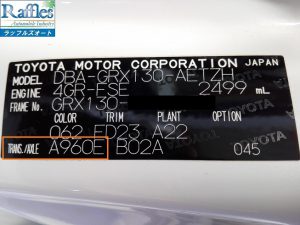 Raffles
Automobile Industry
ラッフルズオート
TOYOTA MOTOR CORPORATION JAPAN
MODEL DBA-GRX130-AETZH
ENGINE 4GR-FSE 2499 mL
FRAME No. GRX130-
COLOR TRIM PLANT OPTION
062 FD23 A22
TRANS./AXLE A960E B02A 045
TOYOTA